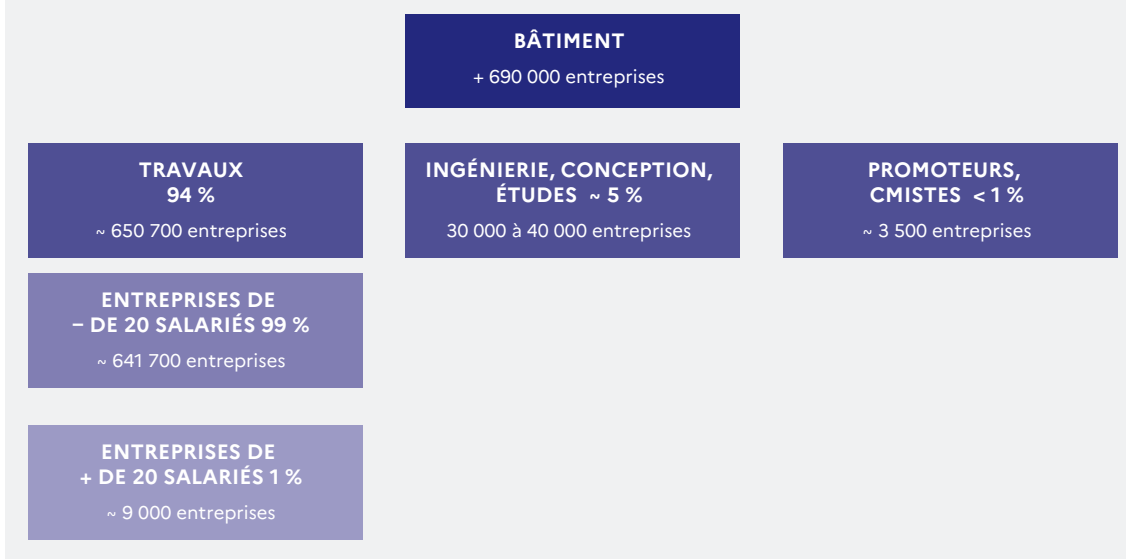 BÂTIMENT
+ 690 000 entreprises
TRAVAUX
94 %
~ 650 700 entreprises
INGÉNIERIE, CONCEPTION,
ÉTUDES ~ 5 %
30 000 à 40 000 entreprises
PROMOTEURS,
CMISTES < 1 %
~ 3 500 entreprises
ENTREPRISES DE
– DE 20 SALARIÉS 99 %
~ 641 700 entreprises
ENTREPRISES DE
+ DE 20 SALARIÉS 1 %
~ 9 000 entreprises